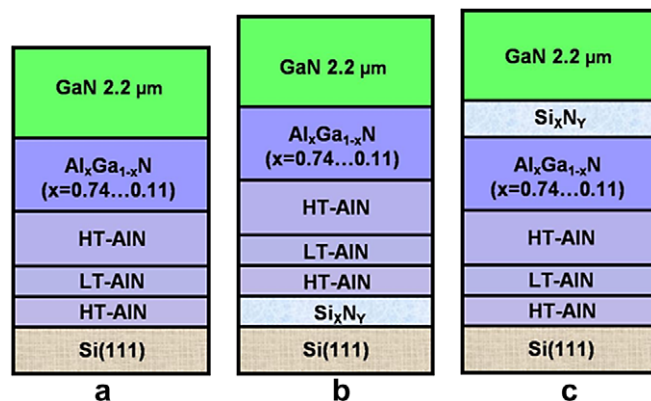 GaN 2.2 µm
AlₓGa₁₋ₓN
(x=0.74...0.11)
HT-AlN
LT-AlN
HT-AlN
Si(111)
a
GaN 2.2 µm
AlₓGa₁₋ₓN
(x=0.74...0.11)
HT-AlN
LT-AlN
HT-AlN
SiXNY
Si(111)
b
GaN 2.2 µm
SiXNY
AlₓGa₁₋ₓN
(x=0.74...0.11)
HT-AlN
LT-AlN
HT-AlN
Si(111)
c